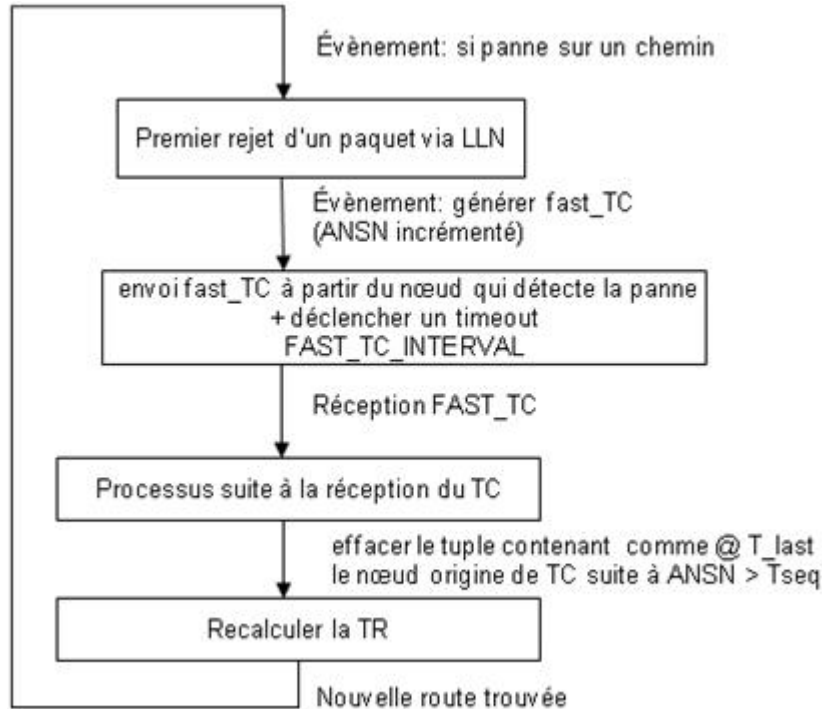 Évènement: si panne sur un chemin
Premier rejet d'un paquet via LLN
Évènement: générer fast_TC
(ANSN incrémenté)
envoi fast_TC à partir du nœud qui détecte la panne
+ déclencher un timeout
FAST_TC_INTERVAL
Réception FAST_TC
Processus suite à la réception du TC
effacer le tuple contenant comme @ T_last
le nœud origine de TC suite à ANSN > Tseq
Recalculer la TR
Nouvelle route trouvée